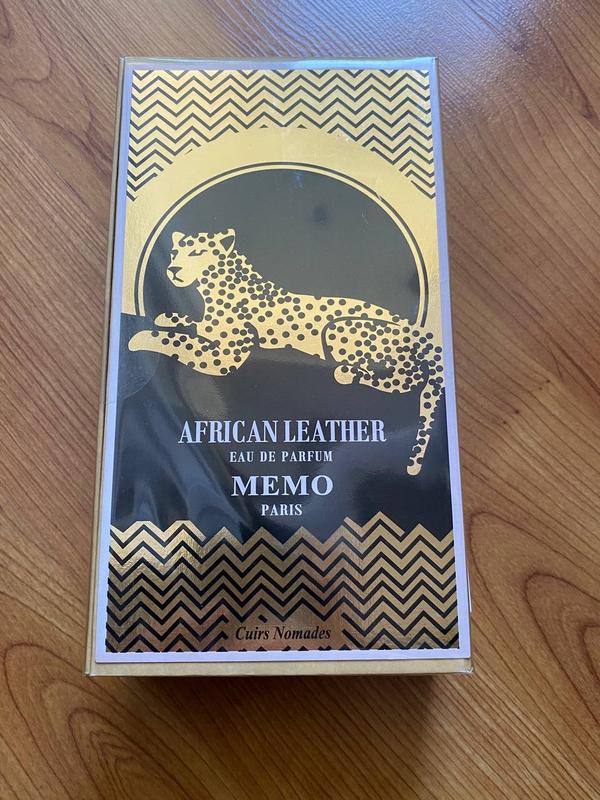 AFRICAN LEATHER
EAU DE PARFUM
MEMO
PARIS
Cuirs Nomades